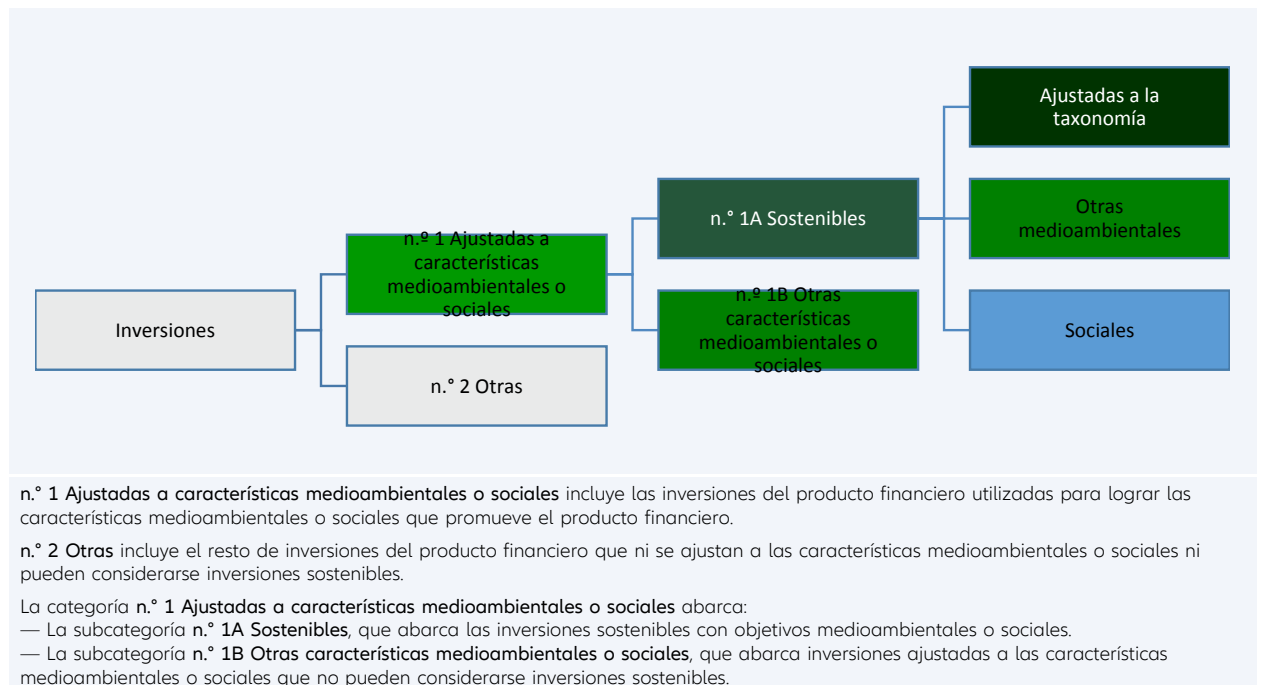 Ajustadas a la
taxonomía
n.° 1A Sostenibles
Otras
medioambientales
n.º 1 Ajustadas a
características
medioambientales o
sociales
n.º 1B Otras
características
medioambientales o
sociales
Inversiones
Sociales
n.° 2 Otras
n.° 1 Ajustadas a características medioambientales o sociales incluye las inversiones del producto financiero utilizadas para lograr las
características medioambientales o sociales que promueve el producto financiero.
n.° 2 Otras incluye el resto de inversiones del producto financiero que ni se ajustan a las características medioambientales o sociales ni
pueden considerarse inversiones sostenibles.
La categoría n.° 1 Ajustadas a características medioambientales o sociales abarca:
— La subcategoría n.° 1A Sostenibles, que abarca las inversiones sostenibles con objetivos medioambientales o sociales.
— La subcategoría n.° 1B Otras características medioambientales o sociales, que abarca inversiones ajustadas a las características
medioambientales o sociales que no pueden considerarse inversiones sostenibles.